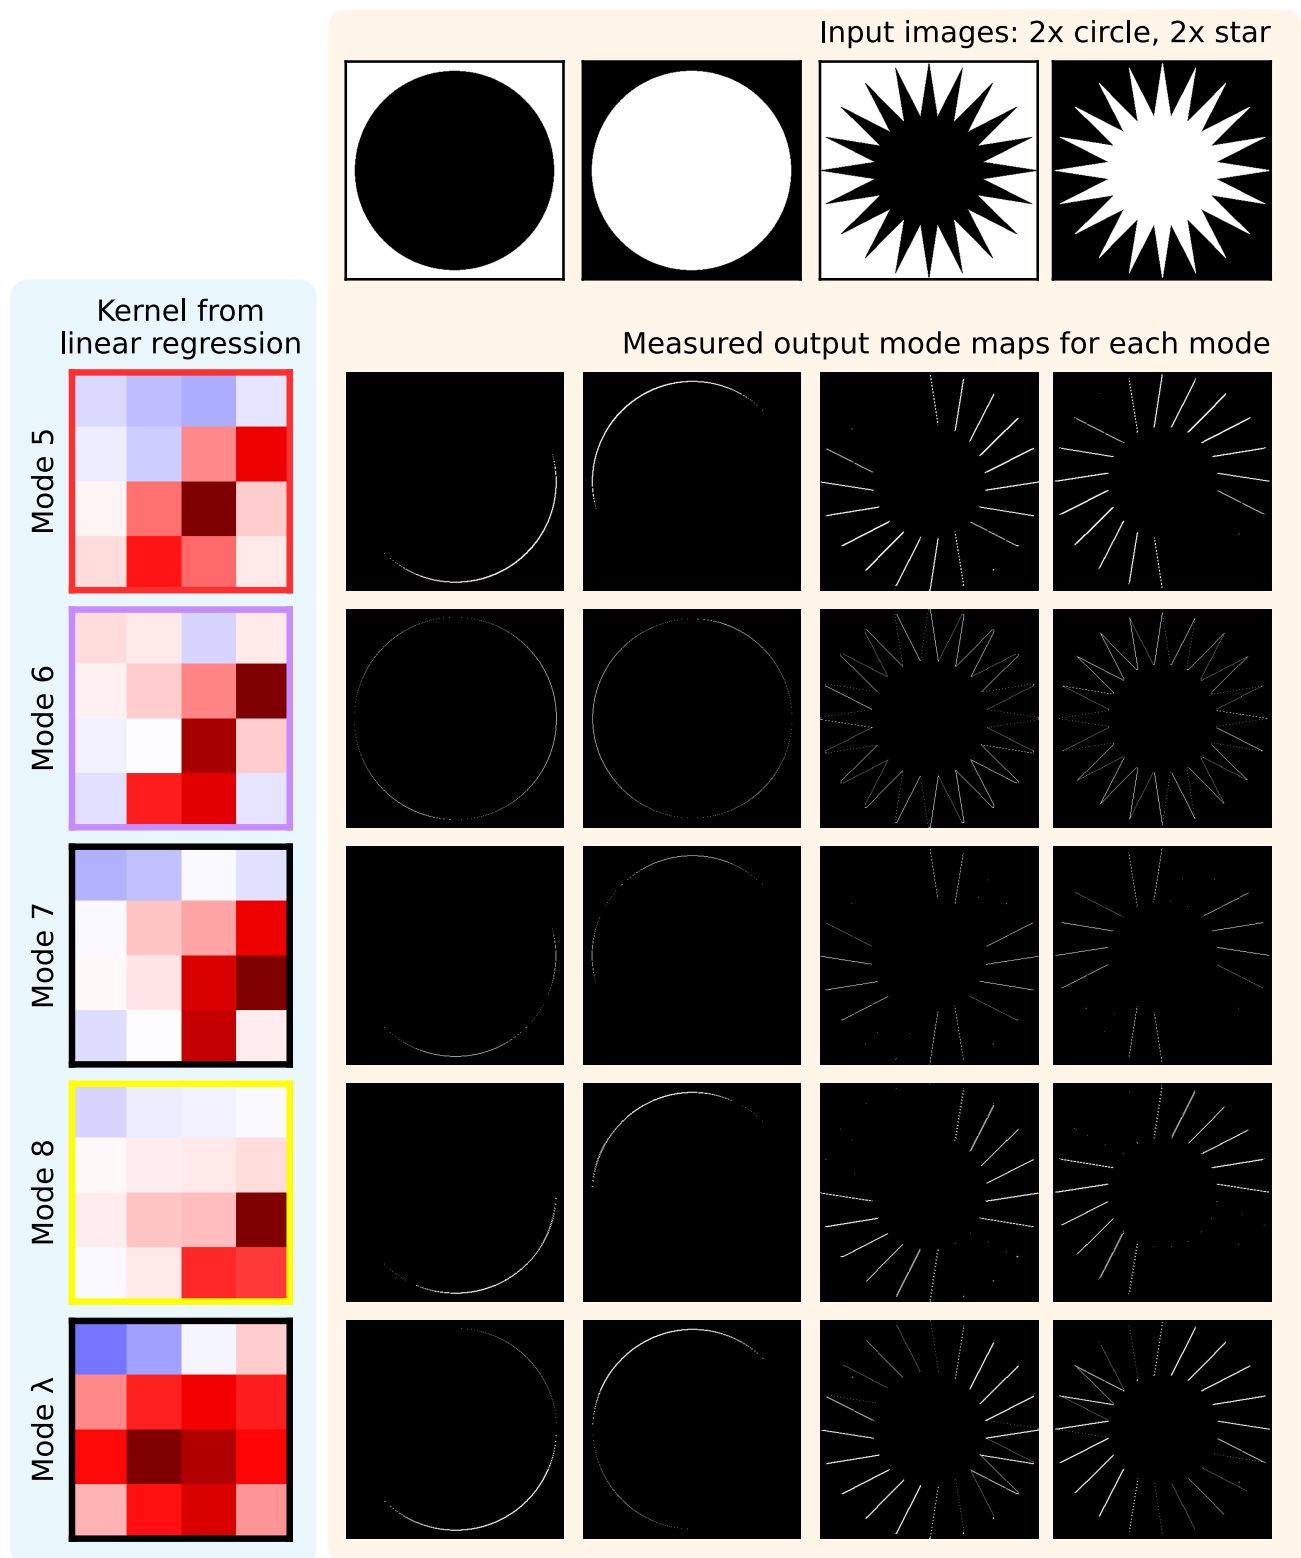 Input images: 2x circle, 2x star
Kernel from
linear regression
Measured output mode maps for each mode
Mode 5
Mode 6
Mode 7
Mode 8
Mode λ